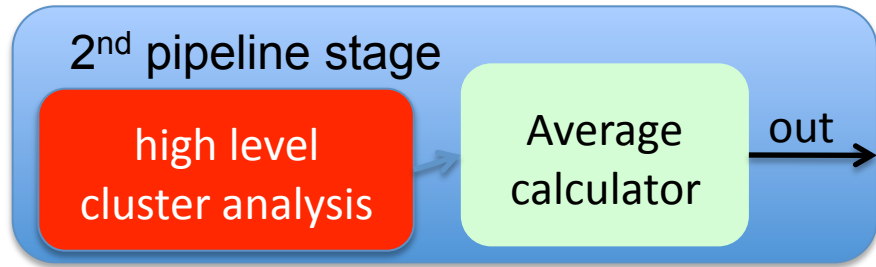 2nd pipeline stage
high level
cluster analysis
Average
calculator
out